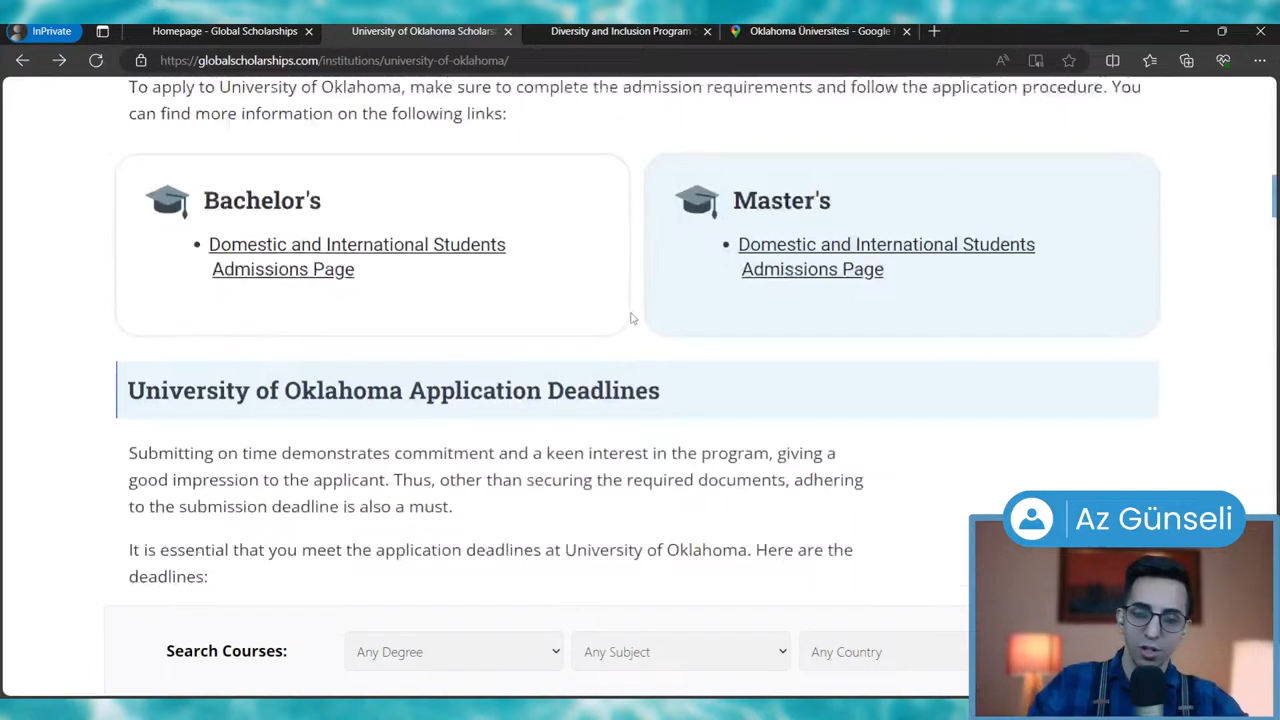 InPrivate
Homepage - Global Scholarships
University of Oklahoma Scholars
Diversity and Inclusion Program
Oklahoma Üniversitesi - Google
https://globalscholarships.com/institutions/university-of-oklahoma/
To apply to University of Oklahoma, make sure to complete the admission requirements and follow the application procedure. You
can find more information on the following links:
Bachelor's
• Domestic and International Students
Admissions Page
Master's
• Domestic and International Students
Admissions Page
University of Oklahoma Application Deadlines
Submitting on time demonstrates commitment and a keen interest in the program, giving a
good impression to the applicant. Thus, other than securing the required documents, adhering
to the submission deadline is also a must.
It is essential that you meet the application deadlines at University of Oklahoma. Here are the
deadlines:
Search Courses:
Any Degree
Any Subject
Any Country
Az Günseli